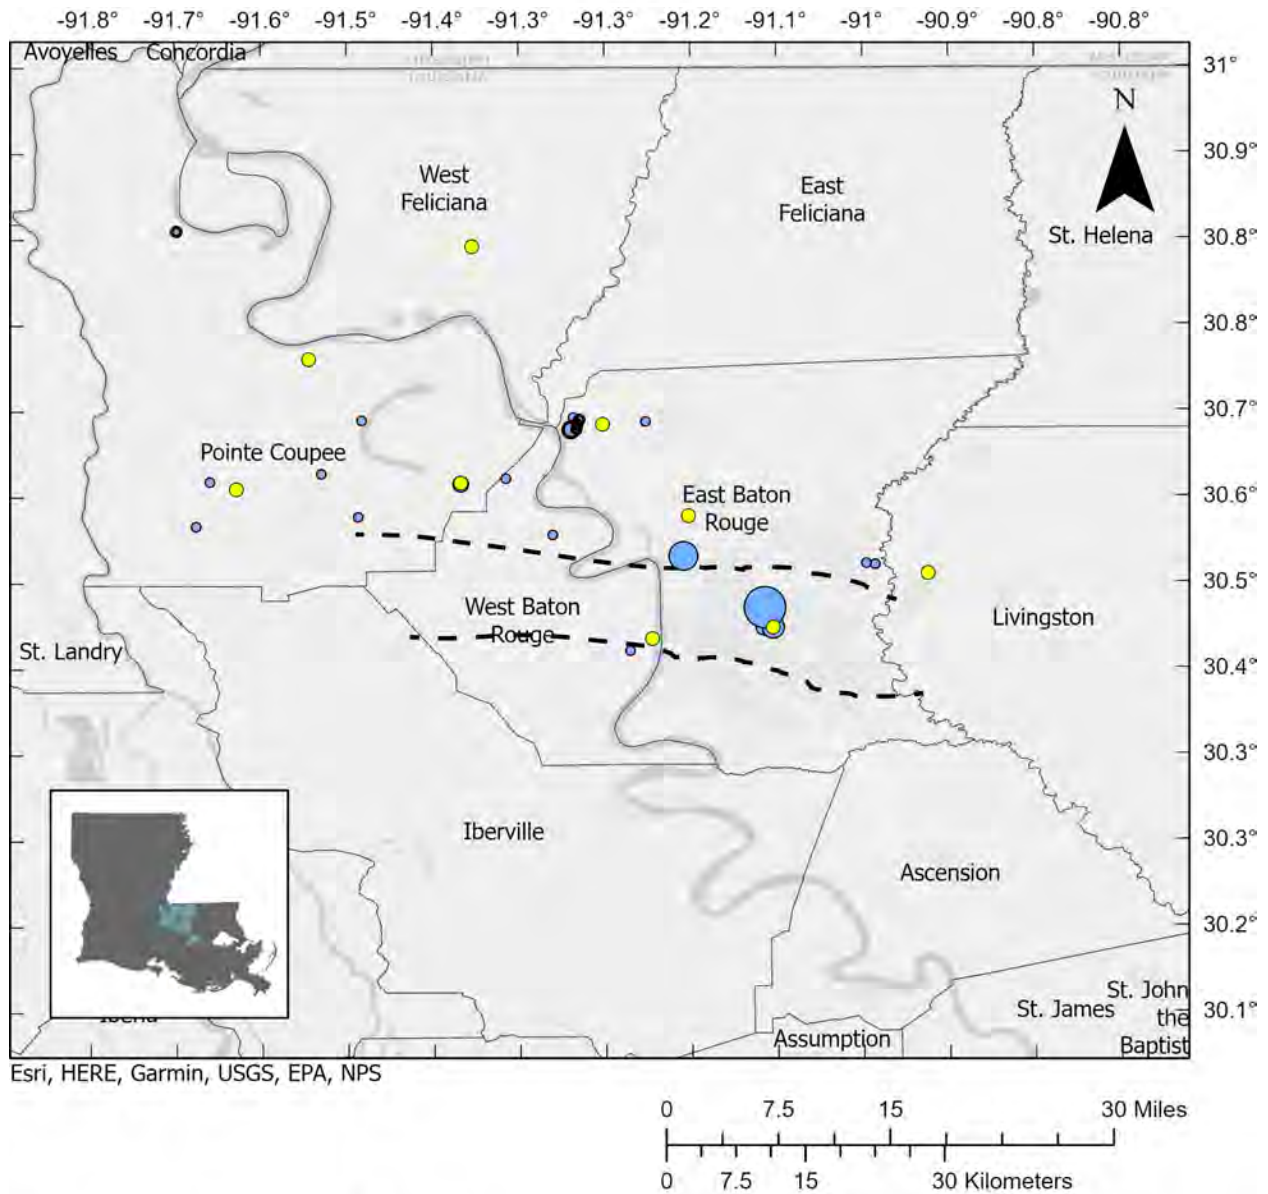 -91.8° -91.7° -91.6° -91.5° -91.4° -91.3° -91.2° -91.1° -90.9° -90.8° -90.8°
Avoyelles Concordia
31°
N
30.9°
West
Feliciana
East
Feliciana
St. Helena
30.8°
30.8°
30.7°
Pointe Coupee
East Baton
Rouge
30.6°
30.5°
West Baton
Rouge
Livingston
St. Landry
30.4°
30.3°
Iberville
30.3°
Ascension
30.2°
St. John
the
Baptist
St. James
30.1°
Assumption
Esri, HERE, Garmin, USGS, EPA, NPS
0 7.5 15 30 Miles
0 7.5 15 30 Kilometers